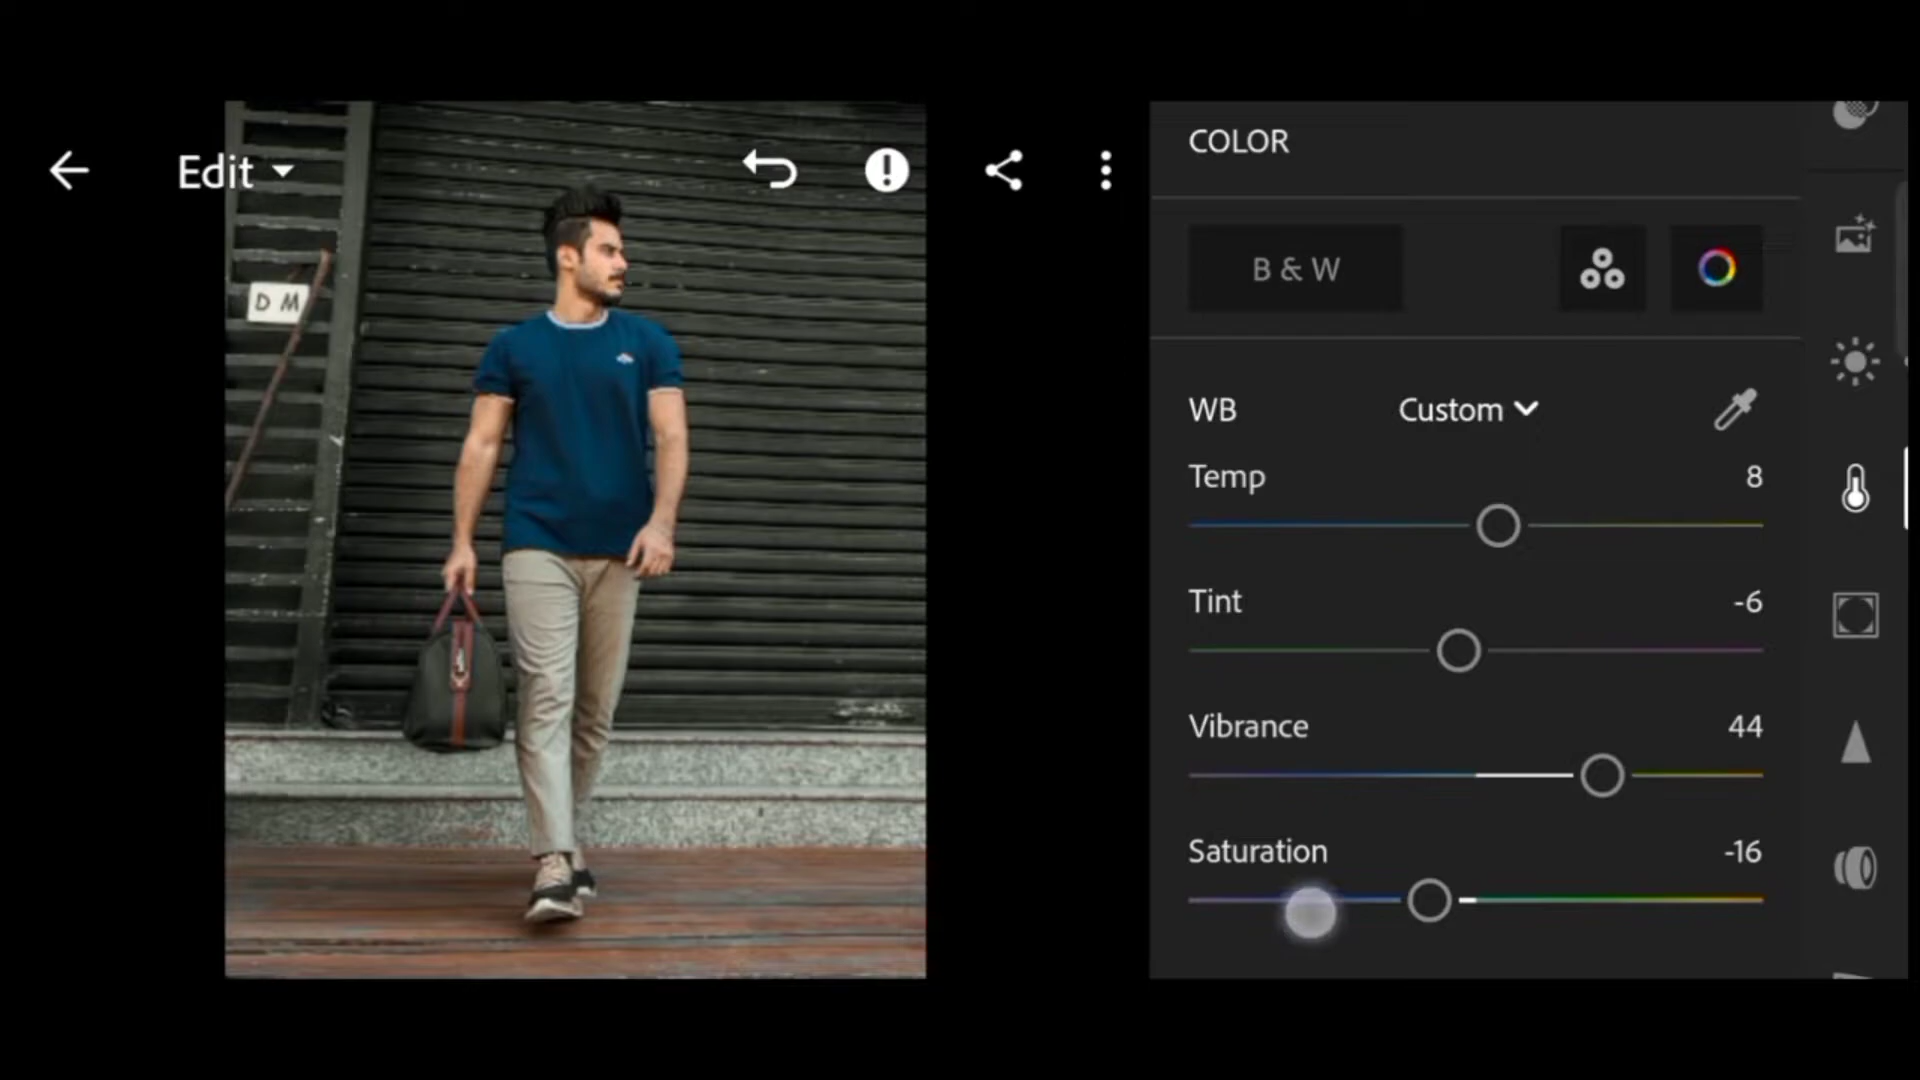 COLOR
Edit
B & W
D M
WB Custom
Temp 8
Tint -6
Vibrance 44
Saturation -16